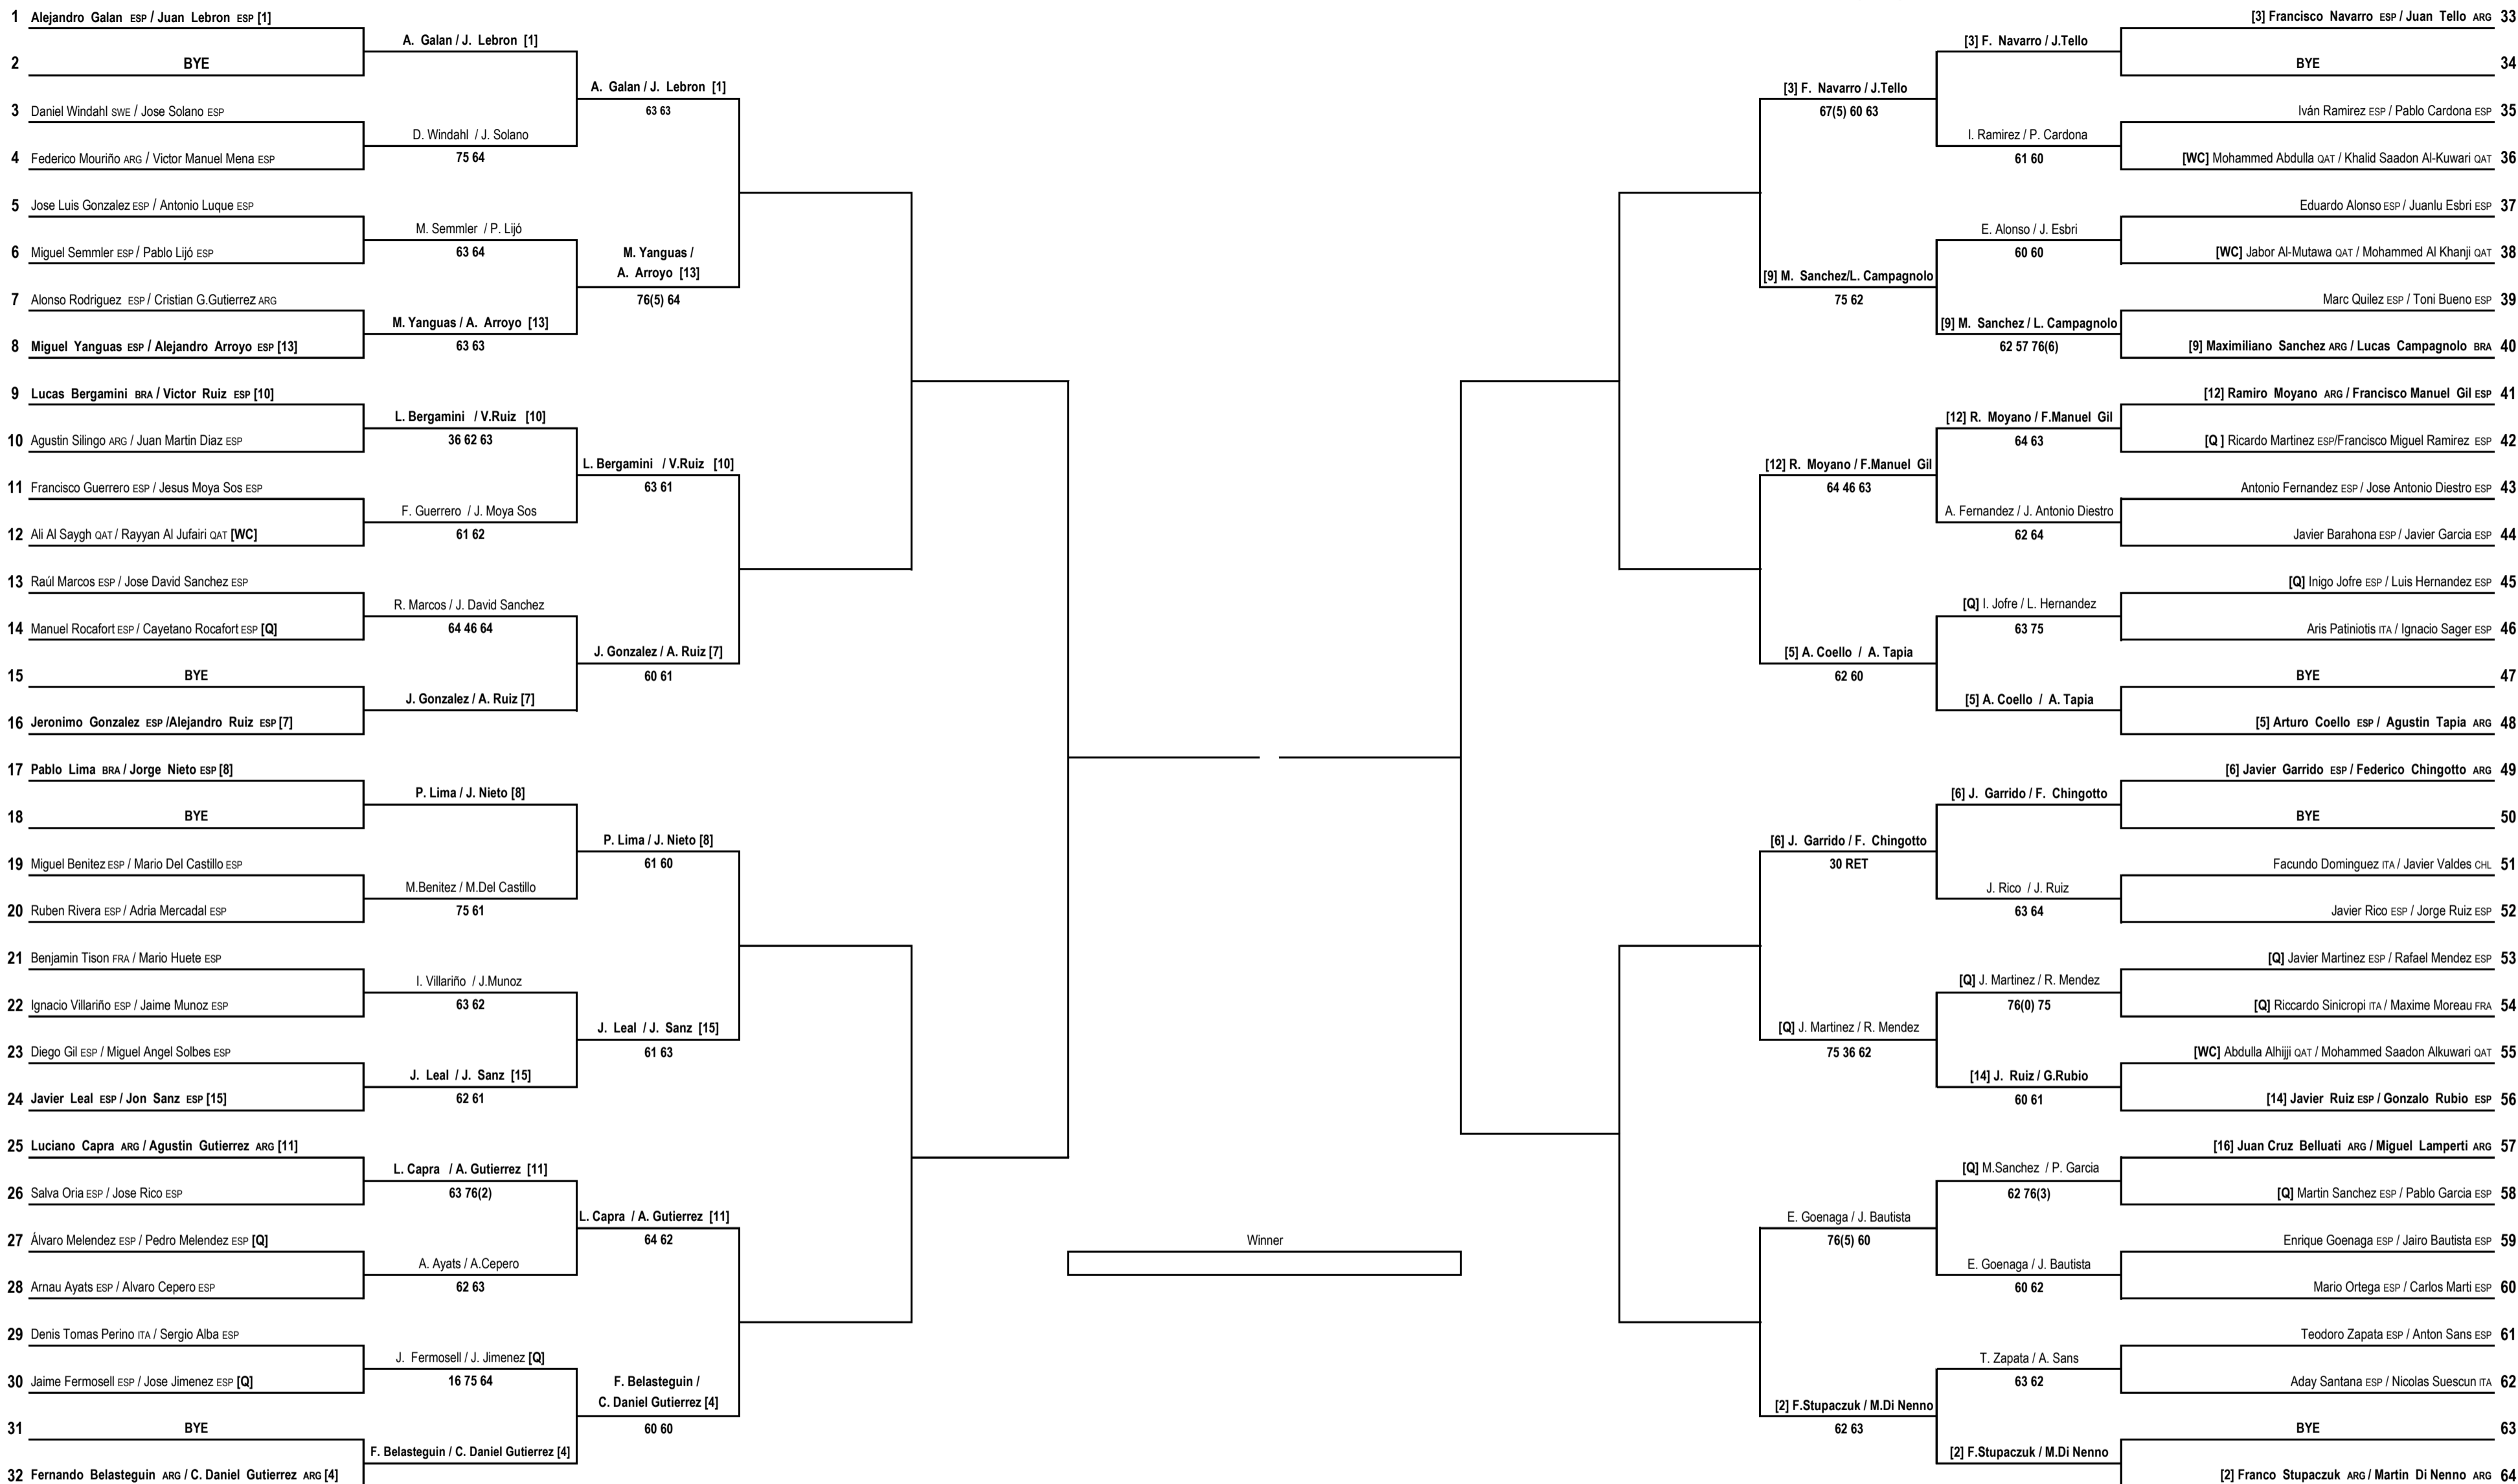 1 Alejandro Galan ESP / Juan Lebron ESP [1]
2 BYE
3 Daniel Windahl SWE / Jose Solano ESP
4 Federico Mouriño ARG / Victor Manuel Mena ESP
5 Jose Luis Gonzalez ESP / Antonio Luque ESP
6 Miguel Semmler ESP / Pablo Lijó ESP
7 Alonso Rodriguez ESP / Cristian G.Gutierrez ARG
8 Miguel Yanguas ESP / Alejandro Arroyo ESP [13]
9 Lucas Bergamini BRA / Victor Ruiz ESP [10]
10 Agustin Silingo ARG / Juan Martin Diaz ESP
11 Francisco Guerrero ESP / Jesus Moya Sos ESP
12 Ali Al Saygh QAT / Rayyan Al Jufairi QAT [WC]
13 Raúl Marcos ESP / Jose David Sanchez ESP
14 Manuel Rocafort ESP / Cayetano Rocafort ESP [Q]
15 BYE
16 Jeronimo Gonzalez ESP /Alejandro Ruiz ESP [7]
17 Pablo Lima BRA / Jorge Nieto ESP [8]
18 BYE
19 Miguel Benitez ESP / Mario Del Castillo ESP
20 Ruben Rivera ESP / Adria Mercadal ESP
21 Benjamin Tison FRA / Mario Huete ESP
22 Ignacio Villariño ESP / Jaime Munoz ESP
23 Diego Gil ESP / Miguel Angel Solbes ESP
24 Javier Leal ESP / Jon Sanz ESP [15]
25 Luciano Capra ARG / Agustin Gutierrez ARG [11]
26 Salva Oria ESP / Jose Rico ESP
27 Álvaro Melendez ESP / Pedro Melendez ESP [Q]
28 Arnau Ayats ESP / Alvaro Cepero ESP
29 Denis Tomas Perino ITA / Sergio Alba ESP
30 Jaime Fermosell ESP / Jose Jimenez ESP [Q]
31 BYE
32 Fernando Belasteguin ARG / C. Daniel Gutierrez ARG [4]
A. Galan / J. Lebron [1]
D. Windahl / J. Solano
75 64
M. Semmler / P. Lijó
63 64
M. Yanguas / A. Arroyo [13]
63 63
L. Bergamini / V.Ruiz [10]
36 62 63
F. Guerrero / J. Moya Sos
61 62
R. Marcos / J. David Sanchez
64 46 64
J. Gonzalez / A. Ruiz [7]
P. Lima / J. Nieto [8]
M.Benitez / M.Del Castillo
75 61
I. Villariño / J.Munoz
63 62
J. Leal / J. Sanz [15]
62 61
L. Capra / A. Gutierrez [11]
63 76(2)
A. Ayats / A.Cepero
62 63
J. Fermosell / J. Jimenez [Q]
16 75 64
F. Belasteguin / C. Daniel Gutierrez [4]
A. Galan / J. Lebron [1]
63 63
M. Yanguas /
A. Arroyo [13]
76(5) 64
L. Bergamini / V.Ruiz [10]
63 61
J. Gonzalez / A. Ruiz [7]
60 61
P. Lima / J. Nieto [8]
61 60
J. Leal / J. Sanz [15]
61 63
L. Capra / A. Gutierrez [11]
64 62
F. Belasteguin /
C. Daniel Gutierrez [4]
60 60
Winner
[3] F. Navarro / J.Tello
67(5) 60 63
[9] M. Sanchez/L. Campagnolo
75 62
[12] R. Moyano / F.Manuel Gil
64 46 63
[5] A. Coello / A. Tapia
62 60
[6] J. Garrido / F. Chingotto
30 RET
[Q] J. Martinez / R. Mendez
75 36 62
E. Goenaga / J. Bautista
76(5) 60
[2] F.Stupaczuk / M.Di Nenno
62 63
[3] F. Navarro / J.Tello
I. Ramirez / P. Cardona
61 60
E. Alonso / J. Esbri
60 60
[9] M. Sanchez / L. Campagnolo
62 57 76(6)
[12] R. Moyano / F.Manuel Gil
64 63
A. Fernandez / J. Antonio Diestro
62 64
[Q] I. Jofre / L. Hernandez
63 75
[5] A. Coello / A. Tapia
[6] J. Garrido / F. Chingotto
J. Rico / J. Ruiz
63 64
[Q] J. Martinez / R. Mendez
76(0) 75
[14] J. Ruiz / G.Rubio
60 61
[Q] M.Sanchez / P. Garcia
62 76(3)
E. Goenaga / J. Bautista
60 62
T. Zapata / A. Sans
63 62
[2] F.Stupaczuk / M.Di Nenno
[3] Francisco Navarro ESP / Juan Tello ARG 33
BYE 34
Iván Ramirez ESP / Pablo Cardona ESP 35
[WC] Mohammed Abdulla QAT / Khalid Saadon Al-Kuwari QAT 36
Eduardo Alonso ESP / Juanlu Esbri ESP 37
[WC] Jabor Al-Mutawa QAT / Mohammed Al Khanji QAT 38
Marc Quilez ESP / Toni Bueno ESP 39
[9] Maximiliano Sanchez ARG / Lucas Campagnolo BRA 40
[12] Ramiro Moyano ARG / Francisco Manuel Gil ESP 41
[Q ] Ricardo Martinez ESP/Francisco Miguel Ramirez ESP 42
Antonio Fernandez ESP / Jose Antonio Diestro ESP 43
Javier Barahona ESP / Javier Garcia ESP 44
[Q] Inigo Jofre ESP / Luis Hernandez ESP 45
Aris Patiniotis ITA / Ignacio Sager ESP 46
BYE 47
[5] Arturo Coello ESP / Agustin Tapia ARG 48
[6] Javier Garrido ESP / Federico Chingotto ARG 49
BYE 50
Facundo Dominguez ITA / Javier Valdes CHL 51
Javier Rico ESP / Jorge Ruiz ESP 52
[Q] Javier Martinez ESP / Rafael Mendez ESP 53
[Q] Riccardo Sinicropi ITA / Maxime Moreau FRA 54
[WC] Abdulla Alhijji QAT / Mohammed Saadon Alkuwari QAT 55
[14] Javier Ruiz ESP / Gonzalo Rubio ESP 56
[16] Juan Cruz Belluati ARG / Miguel Lamperti ARG 57
[Q] Martin Sanchez ESP / Pablo Garcia ESP 58
Enrique Goenaga ESP / Jairo Bautista ESP 59
Mario Ortega ESP / Carlos Marti ESP 60
Teodoro Zapata ESP / Anton Sans ESP 61
Aday Santana ESP / Nicolas Suescun ITA 62
BYE 63
[2] Franco Stupaczuk ARG / Martin Di Nenno ARG 64